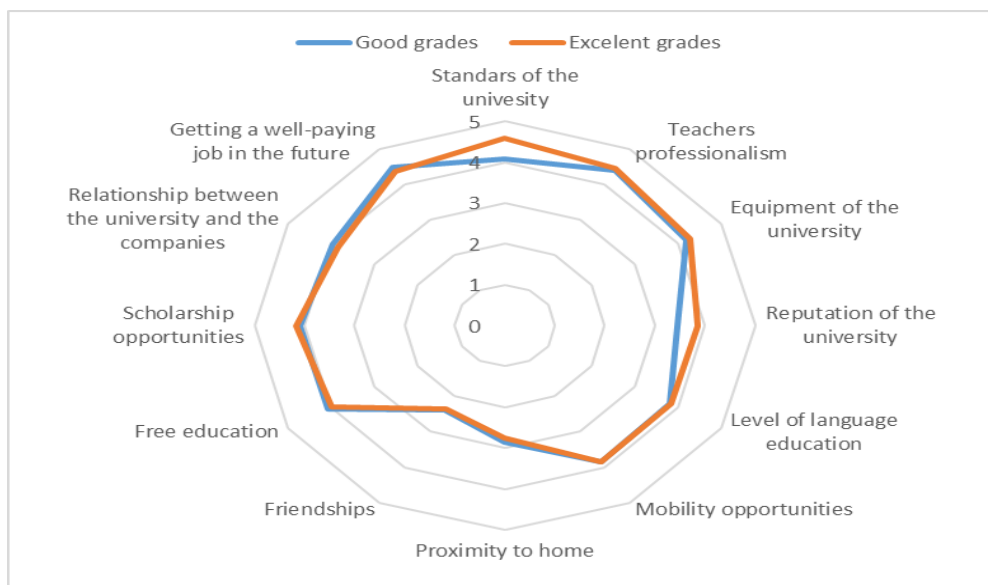 Good grades
Excelent grades
Standars of the
univesity
Getting a well-paying
job in the future
Teachers
professionalism
Relationship between
the university and the
companies
Equipment of the
university
Scholarship
opportunities
Reputation of the
university
Free education
Level of language
education
Friendships
Mobility opportunities
Proximity to home
5
4
3
2
1
0